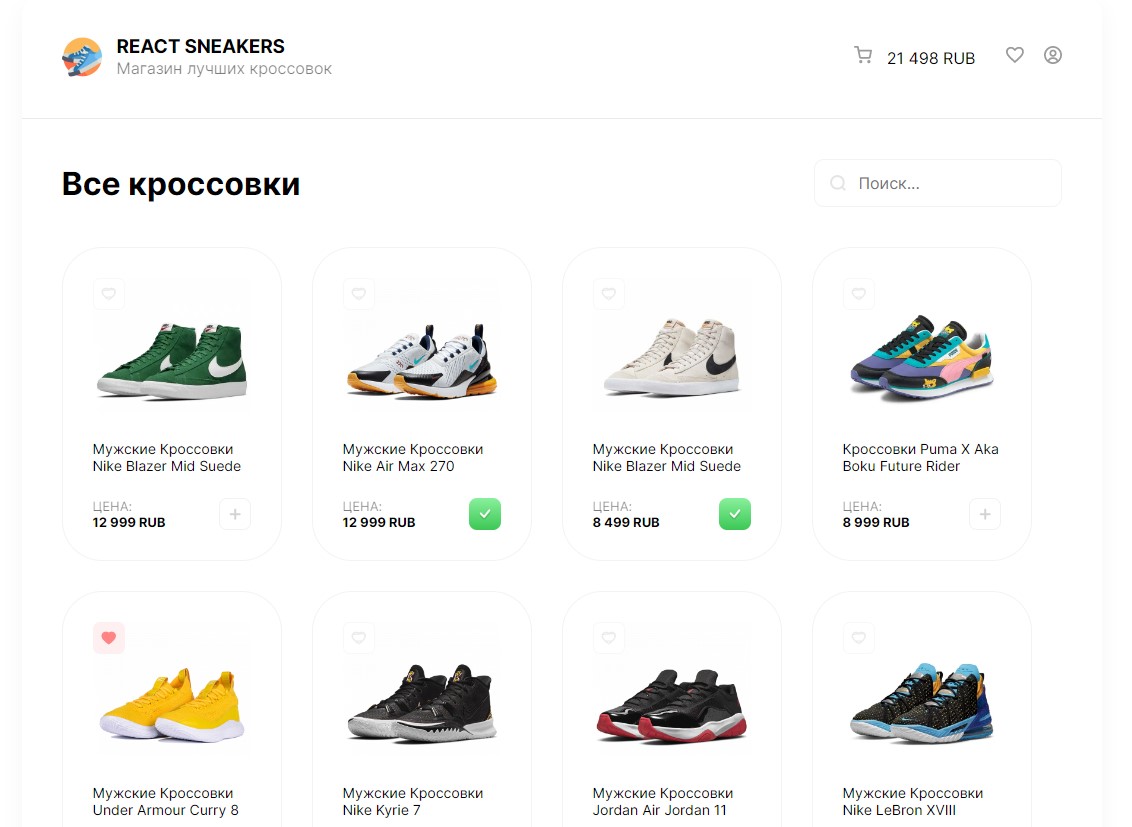 REACT SNEAKERS
Магазин лучших кроссовок
21 498 RUB
Все кроссовки
Поиск...
Мужские Кроссовки
Nike Blazer Mid Suede
ЦЕНА:
12 999 RUB
Мужские Кроссовки
Nike Air Max 270
ЦЕНА:
12 999 RUB
Мужские Кроссовки
Nike Blazer Mid Suede
ЦЕНА:
8 499 RUB
Кроссовки Puma X Aka
Boku Future Rider
ЦЕНА:
8 999 RUB
Мужские Кроссовки
Under Armour Curry 8
Мужские Кроссовки
Nike Kyrie 7
Мужские Кроссовки
Jordan Air Jordan 11
Мужские Кроссовки
Nike LeBron XVIII